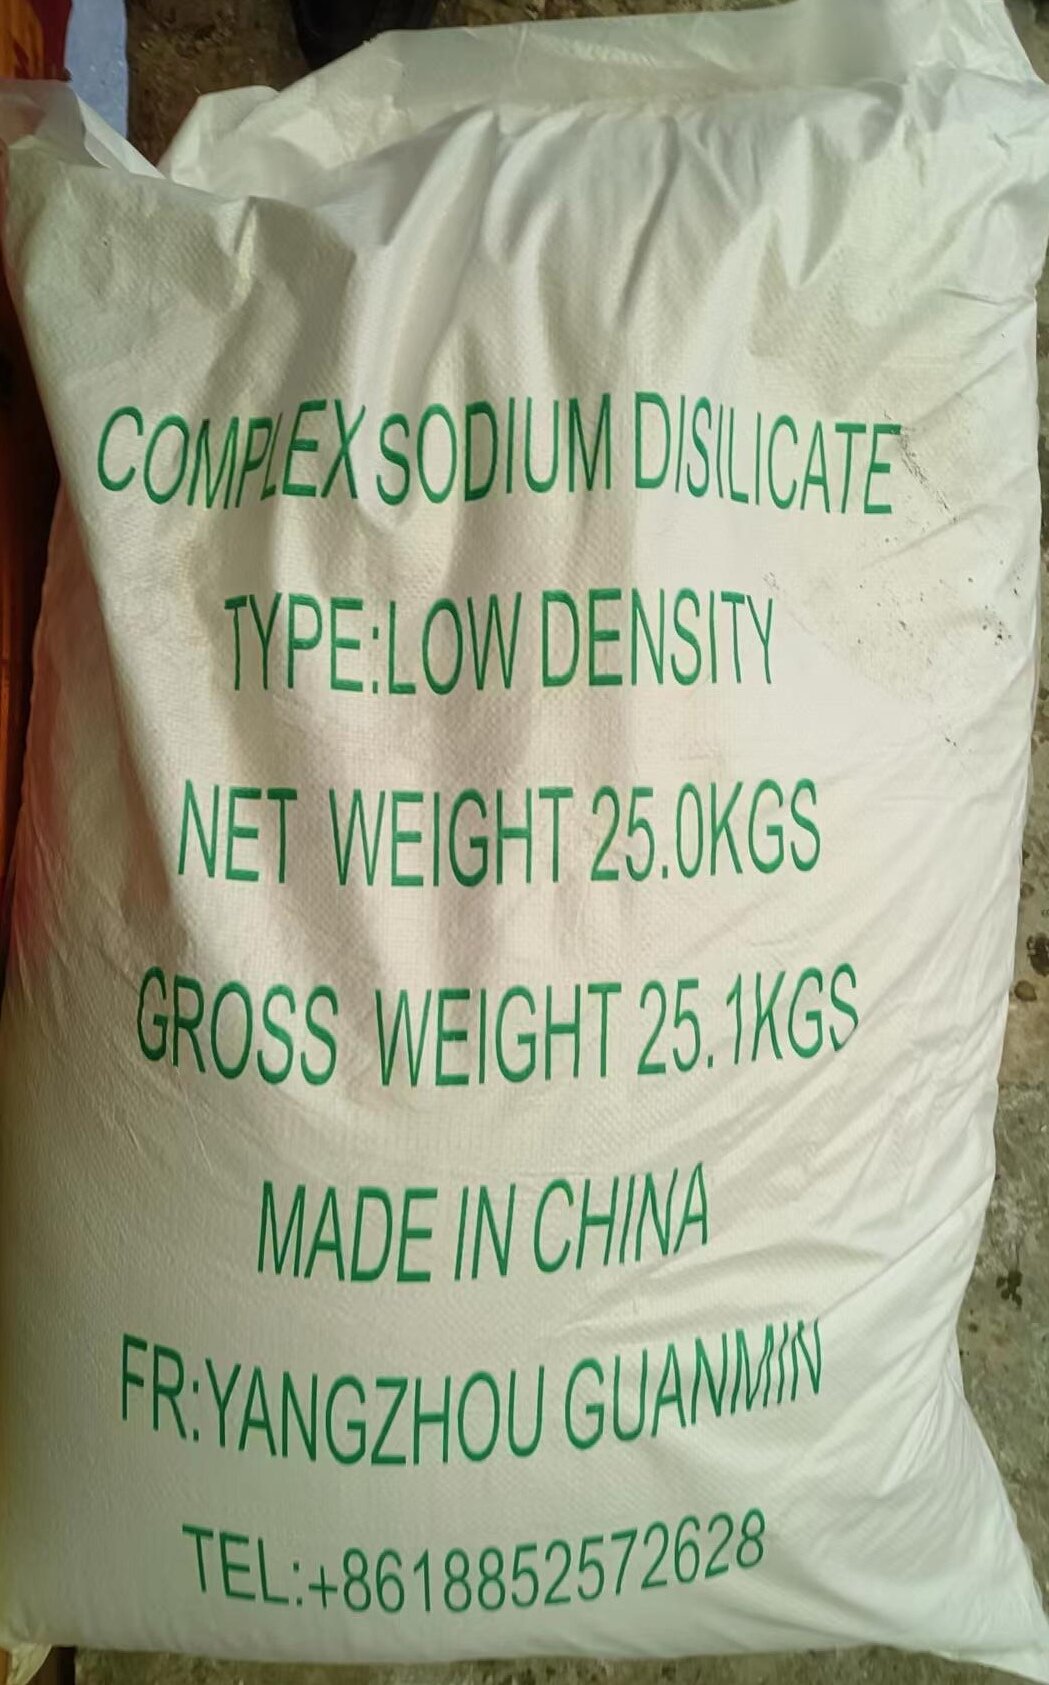 COMPLEX SODIUM DISILICATE
TYPE:LOW DENSITY
NET WEIGHT 25.0KGS
GROSS WEIGHT 25.1KGS
MADE IN CHINA
FR:YANGZHOU GUANMIN
TEL:+8618852572628